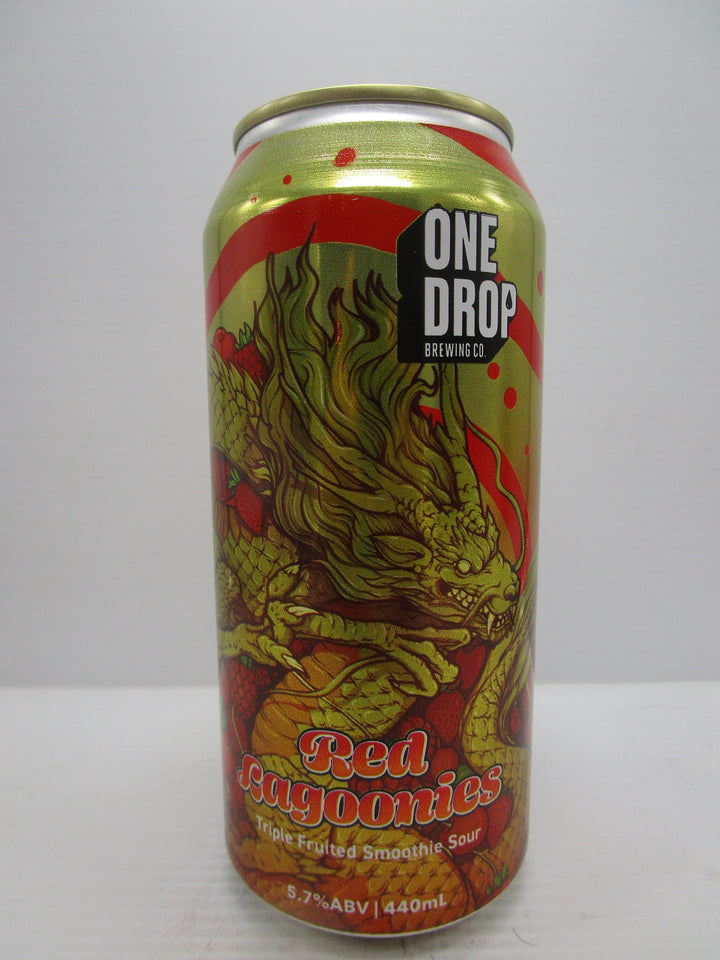 ONE
DROP
BREWING CO.
Red
Lagoonies
Triple Fruited Smoothie Sour
5.7%ABV | 440mL